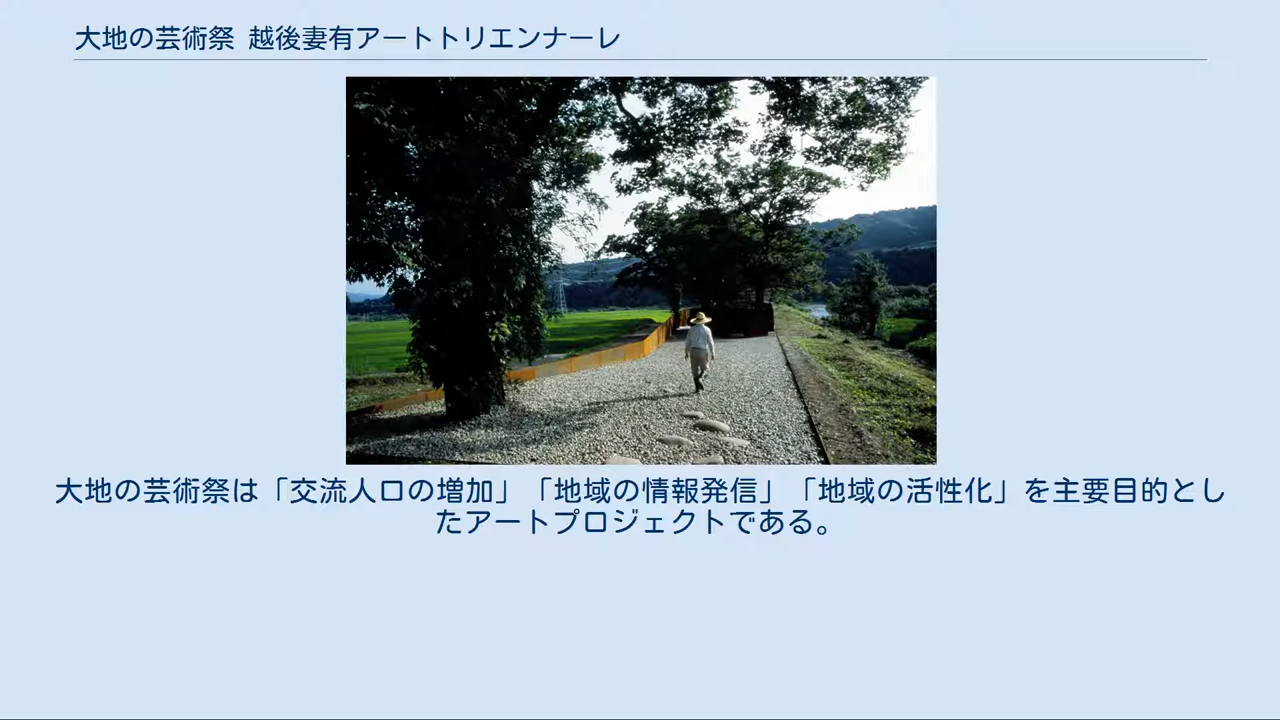 大地の芸術祭 越後妻有アートトリエンナーレ
大地の芸術祭は「交流人口の増加」「地域の情報発信」「地域の活性化」を主要目的とし
たアートプロジェクトである。